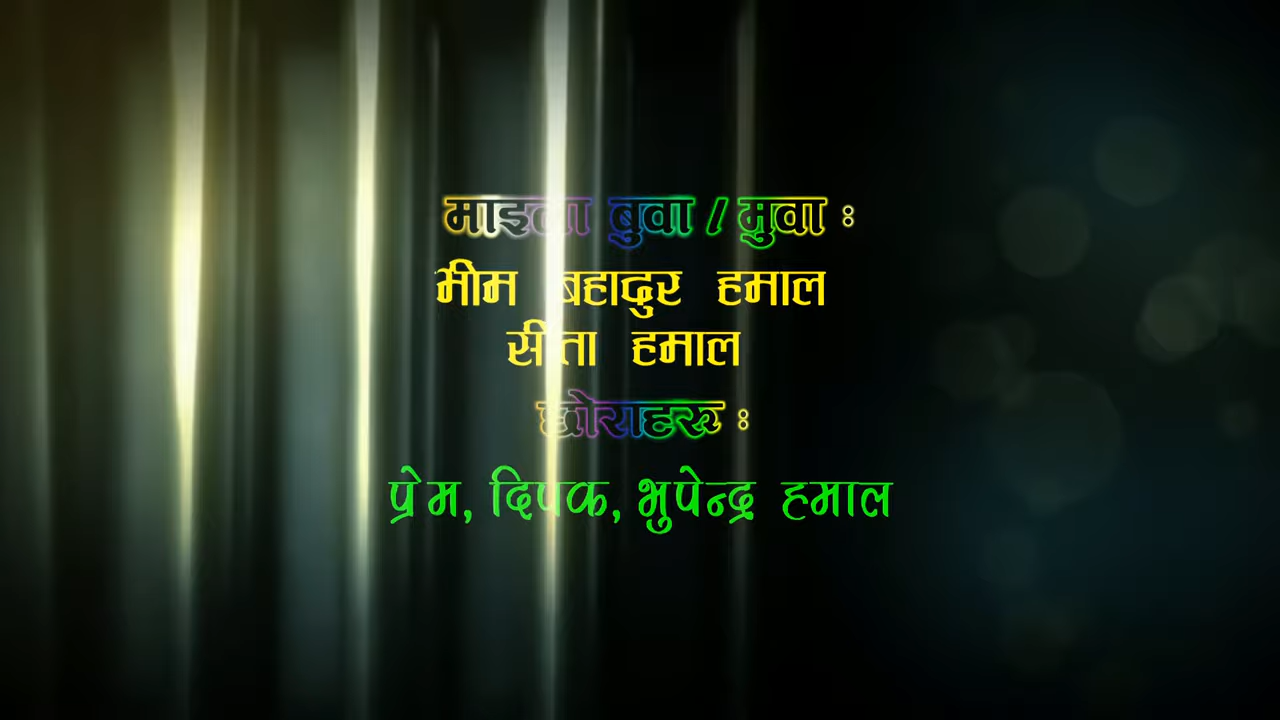 माइला बुवा / मुवा :
भीम बहादुर हमाल
सीता हमाल
छोराहरू :
प्रेम, दिपक, भुपेन्द्र हमाल